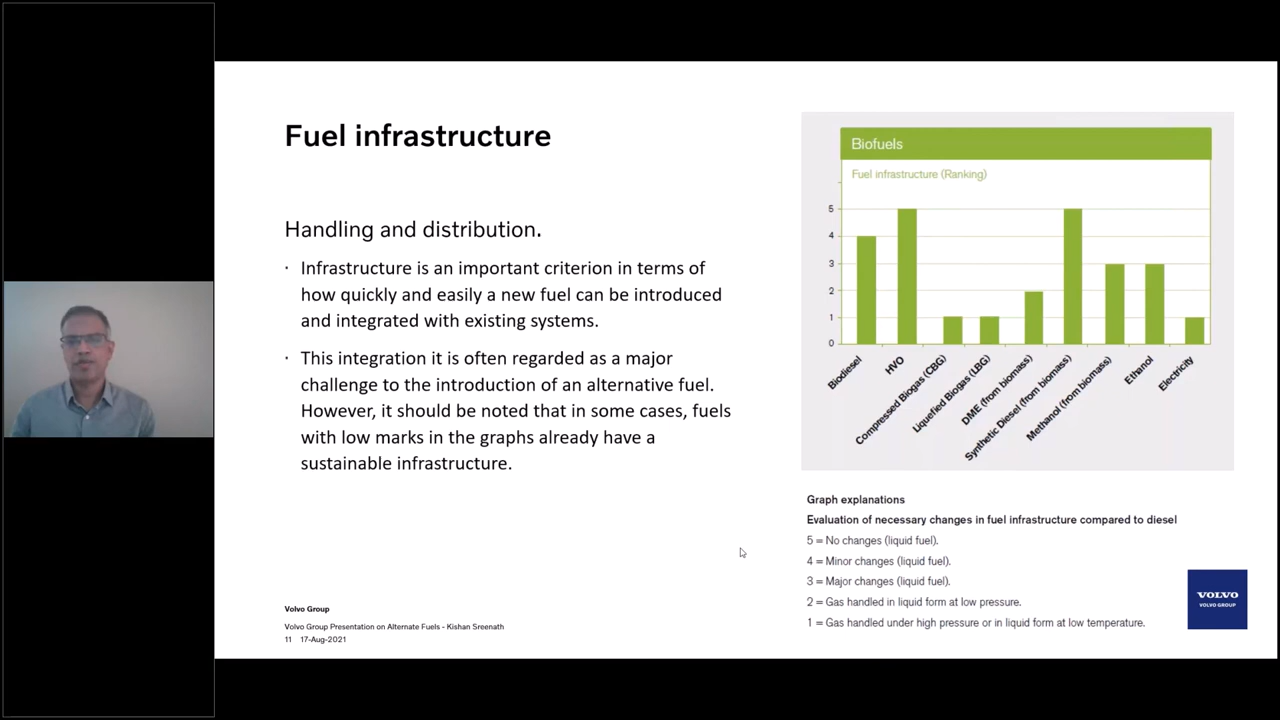 Fuel infrastructure
Handling and distribution.
· Infrastructure is an important criterion in terms of
how quickly and easily a new fuel can be introduced
and integrated with existing systems.
· This integration it is often regarded as a major
challenge to the introduction of an alternative fuel.
However, it should be noted that in some cases, fuels
with low marks in the graphs already have a
sustainable infrastructure.
Biofuels
Fuel infrastructure (Ranking)
5
4
3
2
1
0
Biodiesel
HVO
Compressed Biogas (CBG)
Liquefied Biogas (LBG)
DME (from biomass)
Synthetic Diesel (from biomass)
Methanol (from biomass)
Ethanol
Electricity
Graph explanations
Evaluation of necessary changes in fuel infrastructure compared to diesel
5 = No changes (liquid fuel).
4 = Minor changes (liquid fuel).
3 = Major changes (liquid fuel).
2 = Gas handled in liquid form at low pressure.
1 = Gas handled under high pressure or in liquid form at low temperature.
VOLVO
VOLVO GROUP
Volvo Group
Volvo Group Presentation on Alternate Fuels - Kishan Sreenath
11 17-Aug-2021